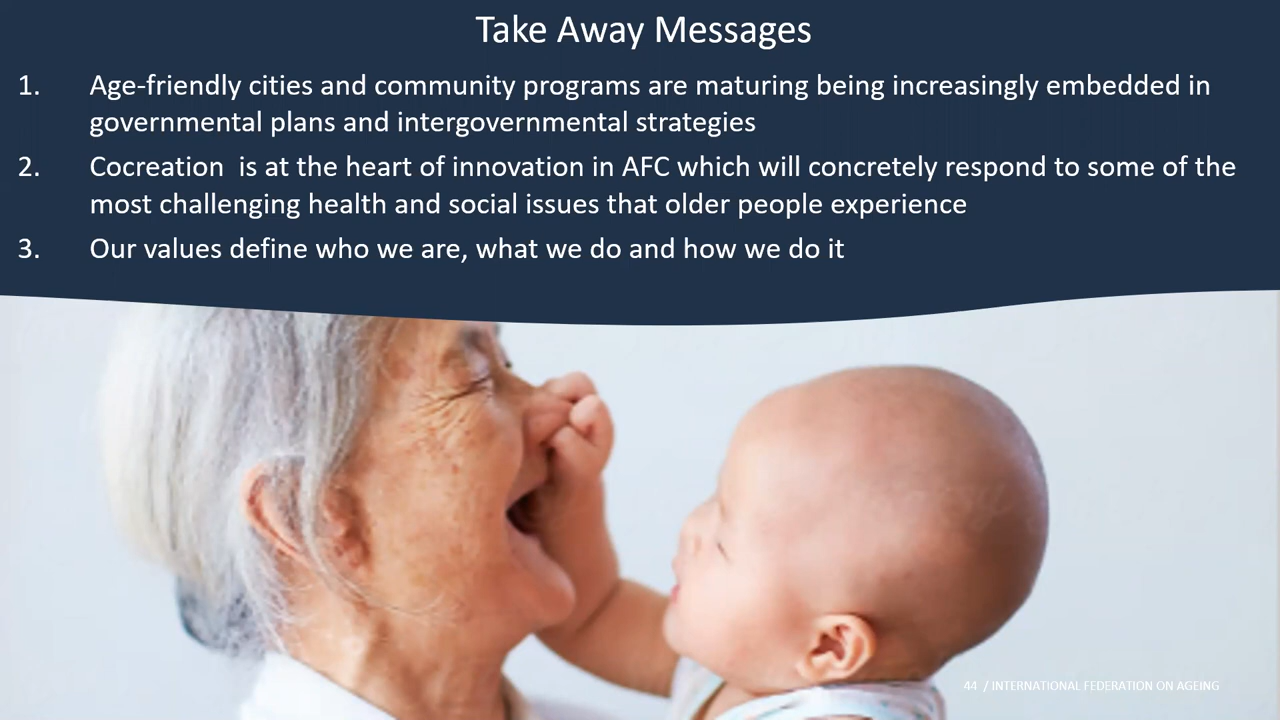 Take Away Messages
1. Age-friendly cities and community programs are maturing being increasingly embedded in
governmental plans and intergovernmental strategies
2. Cocreation  is at the heart of innovation in AFC which will concretely respond to some of the
most challenging health and social issues that older people experience
3. Our values define who we are, what we do and how we do it
44 / INTERNATIONAL FEDERATION ON AGEING